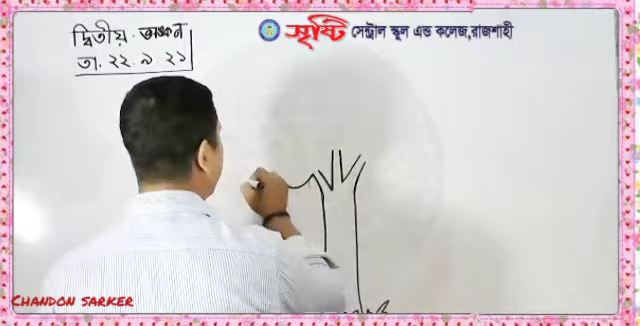 দ্বিতীয় - অঙ্কন
তা. ২২. ৯. ২১
সৃষ্টি সেন্ট্রাল স্কুল এন্ড কলেজ,রাজশাহী
CHANDON SARKER